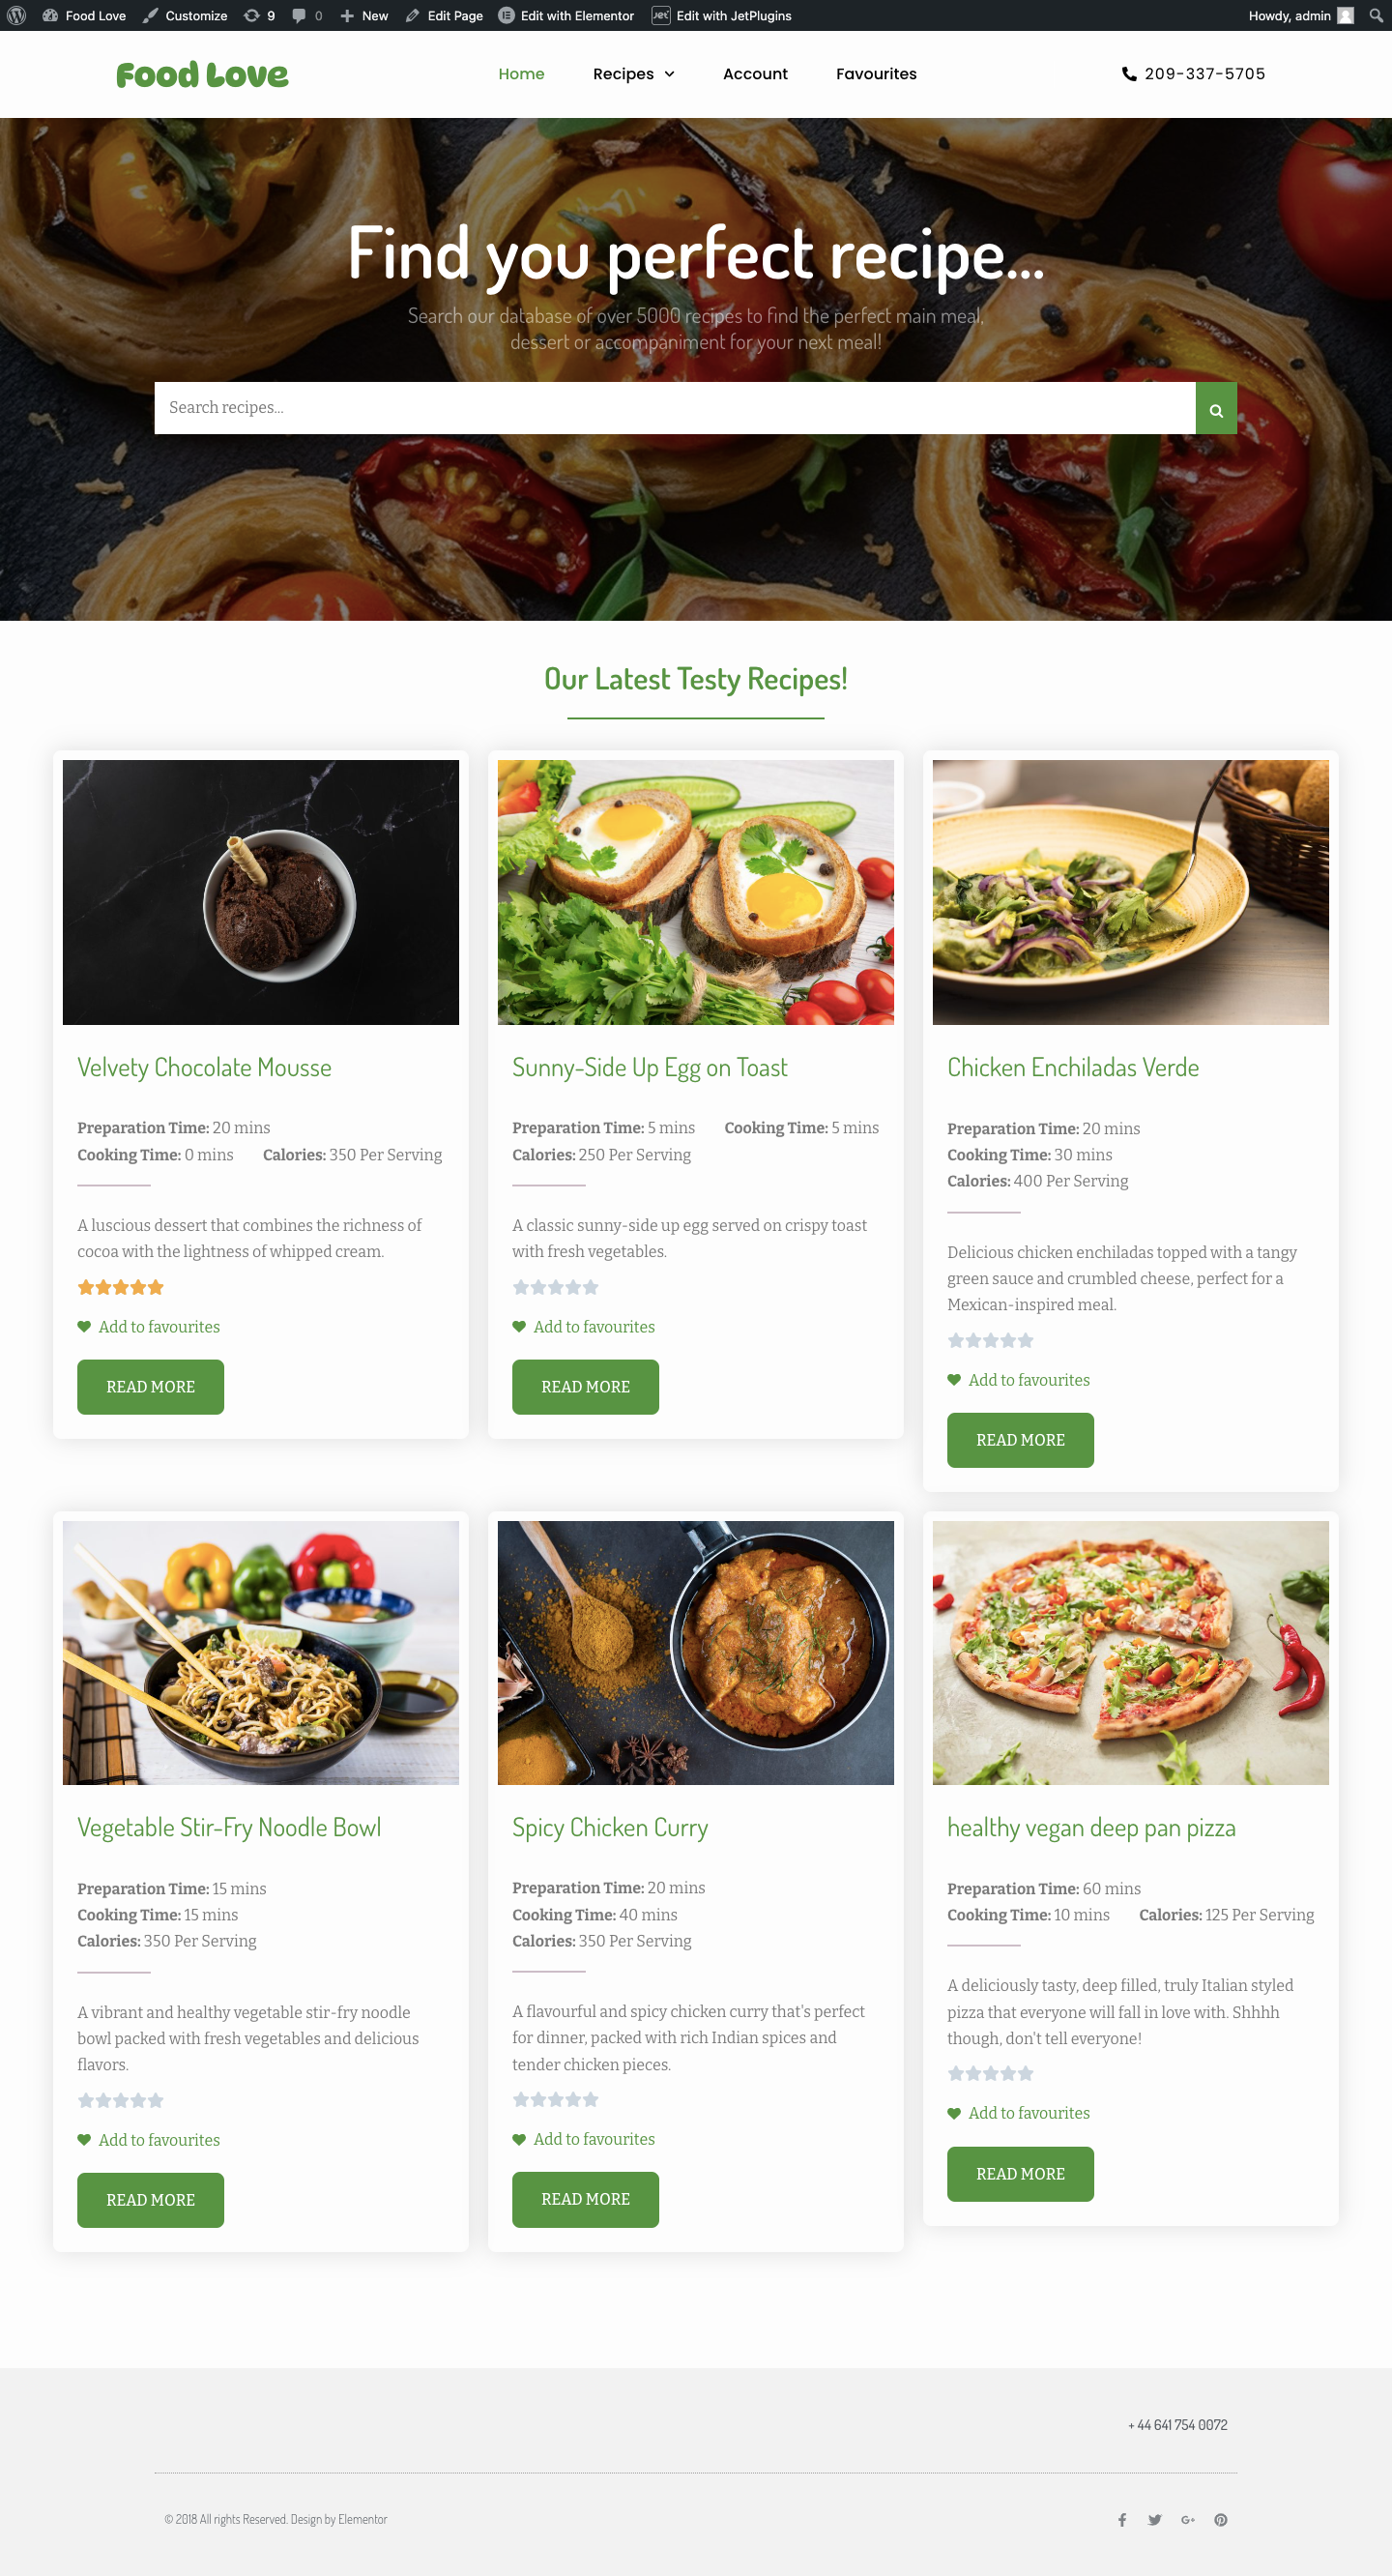 Food Love Customize 9 0 New Edit Page Edit with Elementor Edit with JetPlugins Howdy, admin
Food Love
Home Recipes Account Favourites
209-337-5705
Find you perfect recipe...
Search our database of over 5000 recipes to find the perfect main meal,
dessert or accompaniment for your next meal!
Search recipes...
Our Latest Testy Recipes!
Velvety Chocolate Mousse
Preparation Time: 20 mins
Cooking Time: 0 mins Calories: 350 Per Serving
A luscious dessert that combines the richness of
cocoa with the lightness of whipped cream.
Add to favourites
READ MORE
Sunny-Side Up Egg on Toast
Preparation Time: 5 mins Cooking Time: 5 mins
Calories: 250 Per Serving
A classic sunny-side up egg served on crispy toast
with fresh vegetables.
Add to favourites
READ MORE
Chicken Enchiladas Verde
Preparation Time: 20 mins
Cooking Time: 30 mins
Calories: 400 Per Serving
Delicious chicken enchiladas topped with a tangy
green sauce and crumbled cheese, perfect for a
Mexican-inspired meal.
Add to favourites
READ MORE
Vegetable Stir-Fry Noodle Bowl
Preparation Time: 15 mins
Cooking Time: 15 mins
Calories: 350 Per Serving
A vibrant and healthy vegetable stir-fry noodle
bowl packed with fresh vegetables and delicious
flavors.
Add to favourites
READ MORE
Spicy Chicken Curry
Preparation Time: 20 mins
Cooking Time: 40 mins
Calories: 350 Per Serving
A flavourful and spicy chicken curry that's perfect
for dinner, packed with rich Indian spices and
tender chicken pieces.
Add to favourites
READ MORE
healthy vegan deep pan pizza
Preparation Time: 60 mins
Cooking Time: 10 mins Calories: 125 Per Serving
A deliciously tasty, deep filled, truly Italian styled
pizza that everyone will fall in love with. Shhhh
though, don't tell everyone!
Add to favourites
READ MORE
+ 44 641 754 0072
© 2018 All rights Reserved. Design by Elementor